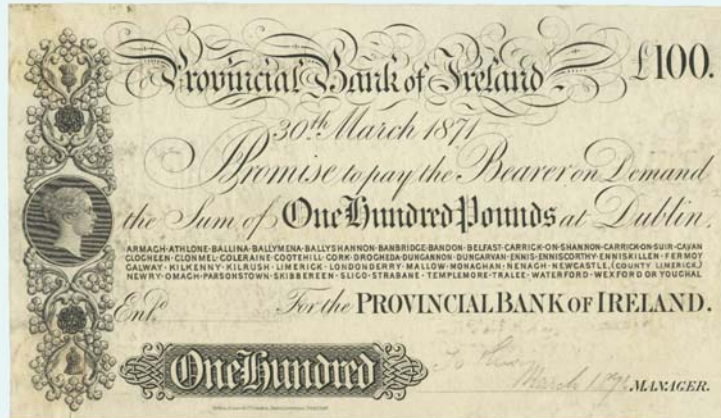 Provincial Bank of Ireland £100.
30th March 1871
Promise to pay the Bearer on Demand
the Sum of One Hundred Pounds at Dublin.
ARMAGH·ATHLONE·BALLINA·BALLYMENA·BALLYSHANNON·BANBRIDGE·BANDON·BELFAST·CARRICK-ON-SHANNON·CARRICK-ON-SUIR·CAVAN
CLOGHEEN·CLONMEL·COLERAINE·COOTEHILL·CORK·DROGHEDA·DUNGANNON·DUNGARVAN·ENNIS·ENNISCORTHY·ENNISKILLEN·FERMOY
GALWAY·KILKENNY·KILRUSH·LIMERICK·LONDONDERRY·MALLOW·MONAGHAN·NENAGH·NEWCASTLE,(COUNTY LIMERICK,)
NEWRY·OMAGH·PARSONSTOWN·SKIBBEREEN·SLIGO·STRABANE·TEMPLEMORE·TRALEE·WATERFORD·WEXFORD OR YOUGHAL
Entd. For the PROVINCIAL BANK OF IRELAND.
One Hundred
March MANAGER.